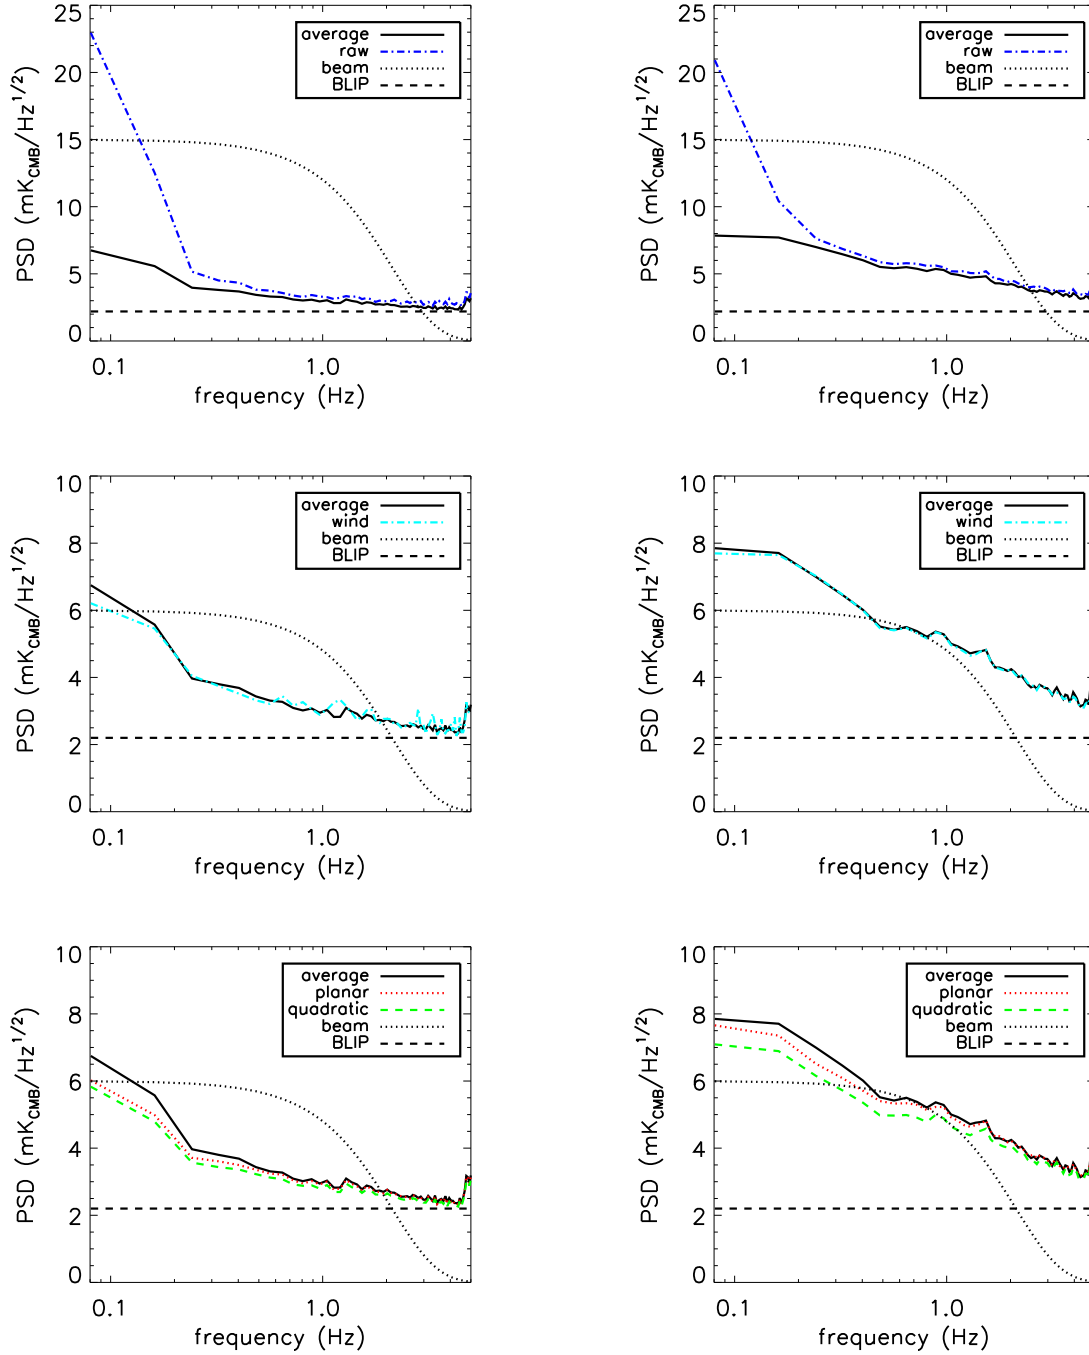 25
20
15
10
5
0
PSD (mK_CMB/Hz^1/2)
average
raw
beam
BLIP
0.1 1.0
frequency (Hz)
25
20
15
10
5
0
PSD (mK_CMB/Hz^1/2)
average
raw
beam
BLIP
0.1 1.0
frequency (Hz)
10
8
6
4
2
0
PSD (mK_CMB/Hz^1/2)
average
wind
beam
BLIP
0.1 1.0
frequency (Hz)
10
8
6
4
2
0
PSD (mK_CMB/Hz^1/2)
average
wind
beam
BLIP
0.1 1.0
frequency (Hz)
10
8
6
4
2
0
PSD (mK_CMB/Hz^1/2)
average
planar
quadratic
beam
BLIP
0.1 1.0
frequency (Hz)
10
8
6
4
2
0
PSD (mK_CMB/Hz^1/2)
average
planar
quadratic
beam
BLIP
0.1 1.0
frequency (Hz)